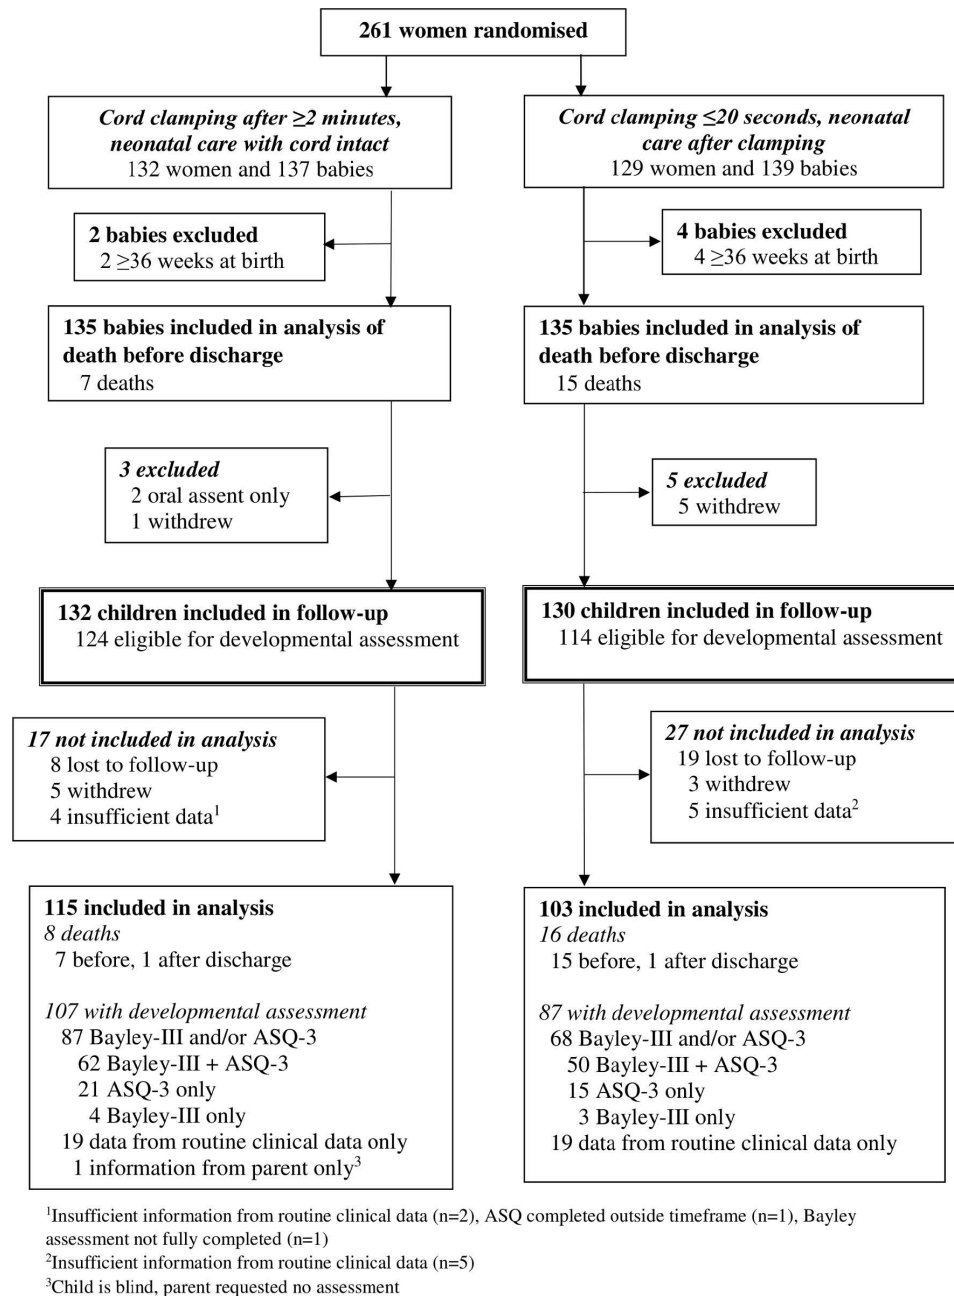 261 women randomised
Cord clamping after ≥2 minutes,
neonatal care with cord intact
132 women and 137 babies
Cord clamping ≤20 seconds, neonatal
care after clamping
129 women and 139 babies
2 babies excluded
2 ≥36 weeks at birth
4 babies excluded
4 ≥36 weeks at birth
135 babies included in analysis of
death before discharge
7 deaths
135 babies included in analysis of
death before discharge
15 deaths
3 excluded
2 oral assent only
1 withdrew
5 excluded
5 withdrew
132 children included in follow-up
124 eligible for developmental assessment
130 children included in follow-up
114 eligible for developmental assessment
17 not included in analysis
8 lost to follow-up
5 withdrew
4 insufficient data¹
27 not included in analysis
19 lost to follow-up
3 withdrew
5 insufficient data²
115 included in analysis
8 deaths
7 before, 1 after discharge
107 with developmental assessment
87 Bayley-III and/or ASQ-3
62 Bayley-III + ASQ-3
21 ASQ-3 only
4 Bayley-III only
19 data from routine clinical data only
1 information from parent only³
103 included in analysis
16 deaths
15 before, 1 after discharge
87 with developmental assessment
68 Bayley-III and/or ASQ-3
50 Bayley-III + ASQ-3
15 ASQ-3 only
3 Bayley-III only
19 data from routine clinical data only
¹Insufficient information from routine clinical data (n=2), ASQ completed outside timeframe (n=1), Bayley
assessment not fully completed (n=1)
²Insufficient information from routine clinical data (n=5)
³Child is blind, parent requested no assessment